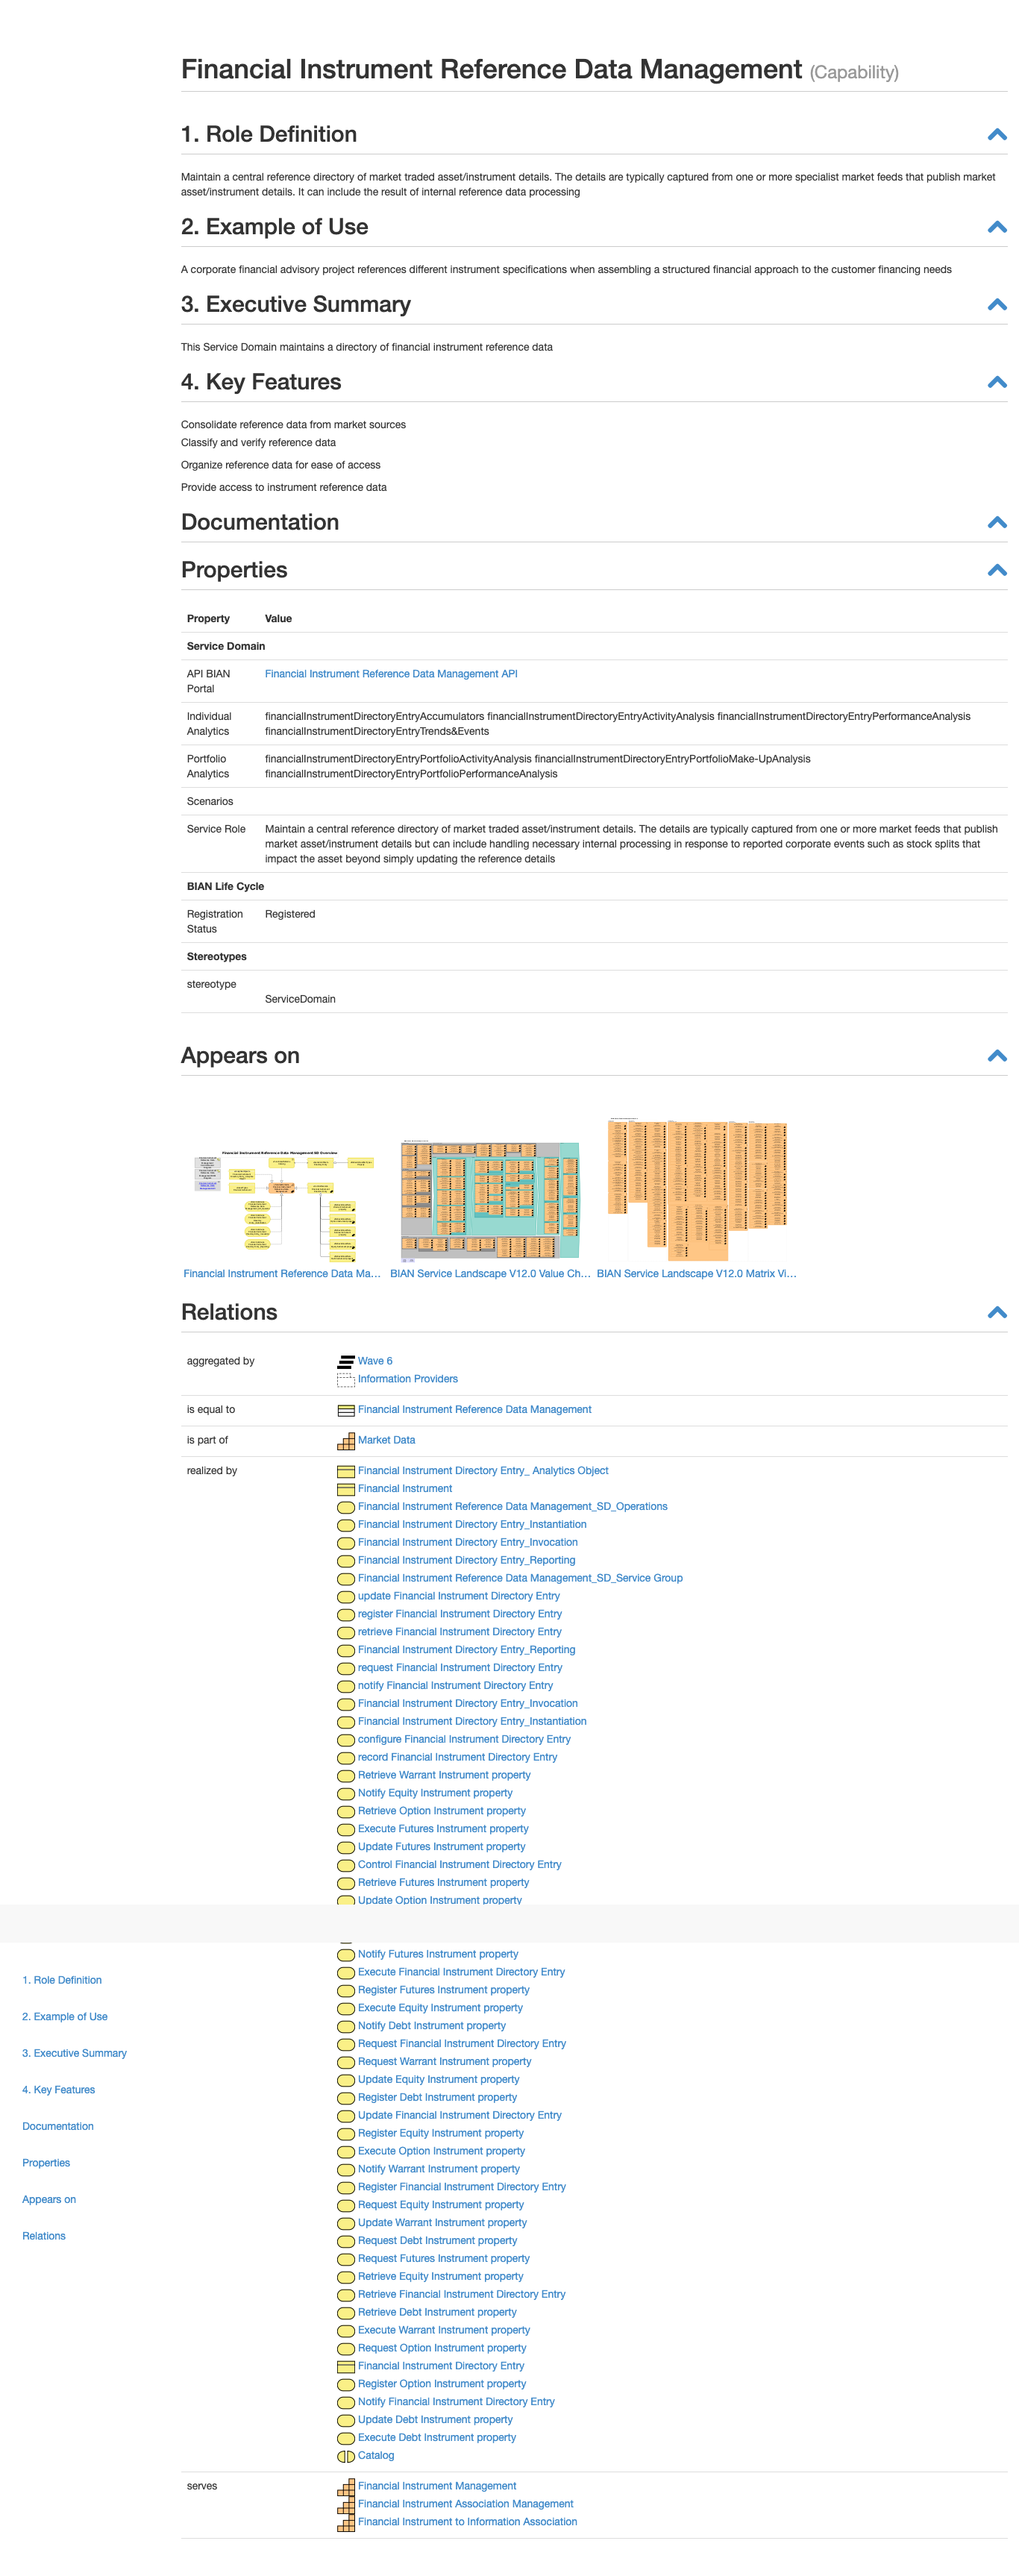 Financial Instrument Reference Data Management (Capability)
1. Role Definition
Maintain a central reference directory of market traded asset/instrument details. The details are typically captured from one or more specialist market feeds that publish market
asset/instrument details. It can include the result of internal reference data processing
2. Example of Use
A corporate financial advisory project references different instrument specifications when assembling a structured financial approach to the customer financing needs
3. Executive Summary
This Service Domain maintains a directory of financial instrument reference data
4. Key Features
Consolidate reference data from market sources
Classify and verify reference data
Organize reference data for ease of access
Provide access to instrument reference data
Documentation
Properties
Property Value
Service Domain
API BIAN
Portal
Financial Instrument Reference Data Management API
Individual
Analytics
financialInstrumentDirectoryEntryAccumulators financialInstrumentDirectoryEntryActivityAnalysis financialInstrumentDirectoryEntryPerformanceAnalysis
financialInstrumentDirectoryEntryTrends&Events
Portfolio
Analytics
financialInstrumentDirectoryEntryPortfolioActivityAnalysis financialInstrumentDirectoryEntryPortfolioMake-UpAnalysis
financialInstrumentDirectoryEntryPortfolioPerformanceAnalysis
Scenarios
Service Role
Maintain a central reference directory of market traded asset/instrument details. The details are typically captured from one or more market feeds that publish
market asset/instrument details but can include handling necessary internal processing in response to reported corporate events such as stock splits that
impact the asset beyond simply updating the reference details
BIAN Life Cycle
Registration
Status
Registered
Stereotypes
stereotype
ServiceDomain
Appears on
Financial Instrument Reference Data Management SD Overview
Financial Instrument Reference Data Ma...
BIAN Service Landscape V12.0 Value Ch...
BIAN Service Landscape V12.0 Matrix Vi...
Relations
aggregated by
Wave 6
Information Providers
is equal to
Financial Instrument Reference Data Management
is part of
Market Data
realized by
Financial Instrument Directory Entry_ Analytics Object
Financial Instrument
Financial Instrument Reference Data Management_SD_Operations
Financial Instrument Directory Entry_Instantiation
Financial Instrument Directory Entry_Invocation
Financial Instrument Directory Entry_Reporting
Financial Instrument Reference Data Management_SD_Service Group
update Financial Instrument Directory Entry
register Financial Instrument Directory Entry
retrieve Financial Instrument Directory Entry
Financial Instrument Directory Entry_Reporting
request Financial Instrument Directory Entry
notify Financial Instrument Directory Entry
Financial Instrument Directory Entry_Invocation
Financial Instrument Directory Entry_Instantiation
configure Financial Instrument Directory Entry
record Financial Instrument Directory Entry
Retrieve Warrant Instrument property
Notify Equity Instrument property
Retrieve Option Instrument property
Execute Futures Instrument property
Update Futures Instrument property
Control Financial Instrument Directory Entry
Retrieve Futures Instrument property
Update Option Instrument property
Notify Futures Instrument property
Execute Financial Instrument Directory Entry
Register Futures Instrument property
Execute Equity Instrument property
Notify Debt Instrument property
Request Financial Instrument Directory Entry
Request Warrant Instrument property
Update Equity Instrument property
Register Debt Instrument property
Update Financial Instrument Directory Entry
Register Equity Instrument property
Execute Option Instrument property
Notify Warrant Instrument property
Register Financial Instrument Directory Entry
Request Equity Instrument property
Update Warrant Instrument property
Request Debt Instrument property
Request Futures Instrument property
Retrieve Equity Instrument property
Retrieve Financial Instrument Directory Entry
Retrieve Debt Instrument property
Execute Warrant Instrument property
Request Option Instrument property
Financial Instrument Directory Entry
Register Option Instrument property
Notify Financial Instrument Directory Entry
Update Debt Instrument property
Execute Debt Instrument property
Catalog
serves
Financial Instrument Management
Financial Instrument Association Management
Financial Instrument to Information Association
1. Role Definition
2. Example of Use
3. Executive Summary
4. Key Features
Documentation
Properties
Appears on
Relations